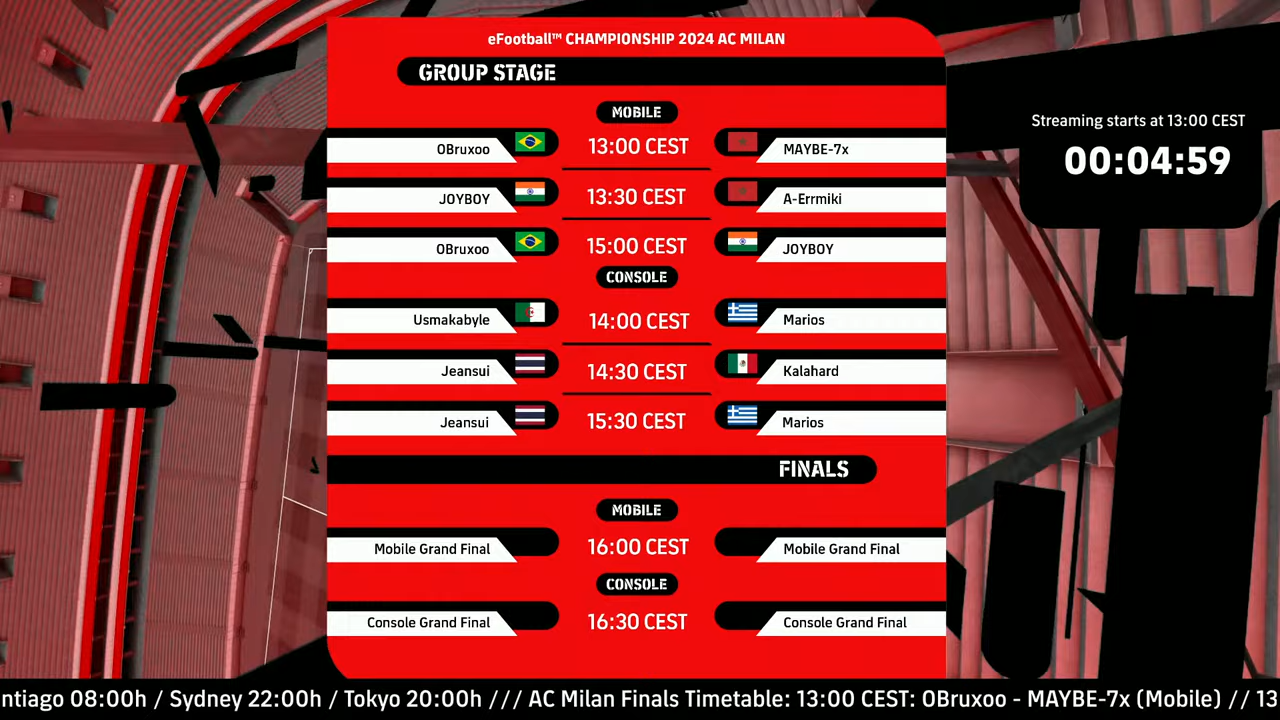 eFootball™ CHAMPIONSHIP 2024 AC MILAN
GROUP STAGE
MOBILE
OBruxoo 13:00 CEST MAYBE-7x
JOYBOY 13:30 CEST A-Errmiki
OBruxoo 15:00 CEST JOYBOY
CONSOLE
Usmakabyle 14:00 CEST Marios
Jeansui 14:30 CEST Kalahard
Jeansui 15:30 CEST Marios
FINALS
MOBILE
Mobile Grand Final 16:00 CEST Mobile Grand Final
CONSOLE
Console Grand Final 16:30 CEST Console Grand Final
Streaming starts at 13:00 CEST
00:04:59
ntiago 08:00h / Sydney 22:00h / Tokyo 20:00h /// AC Milan Finals Timetable: 13:00 CEST: OBruxoo - MAYBE-7x (Mobile) // 13